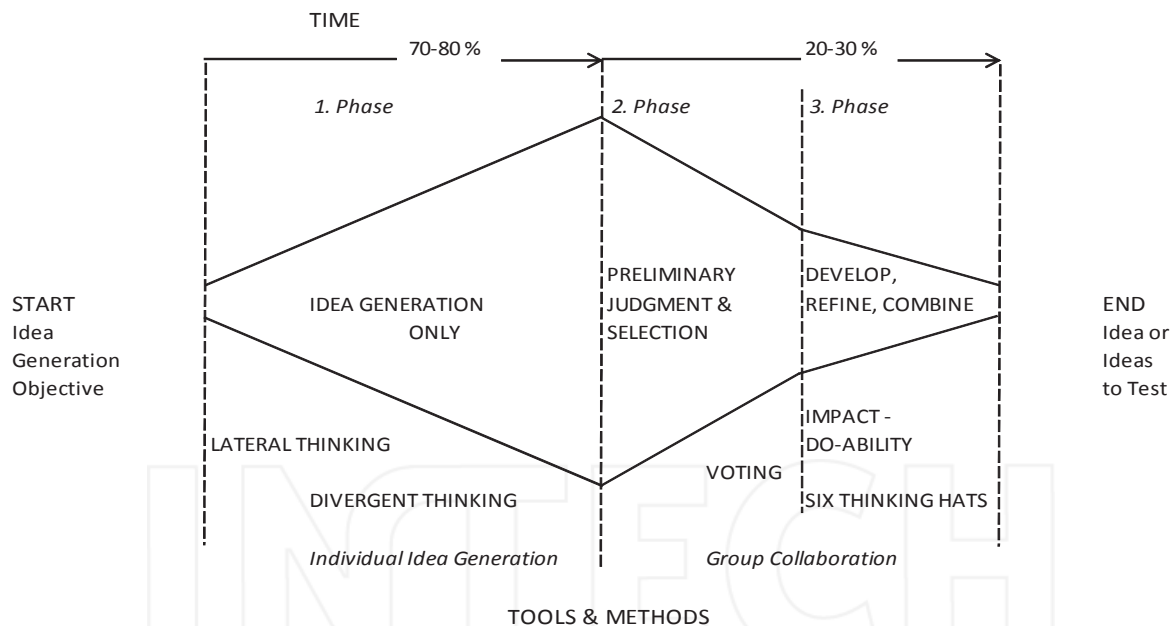 TIME
70-80 %
20-30 %
1. Phase
2. Phase
3. Phase
START
Idea
Generation
Objective
IDEA GENERATION
ONLY
PRELIMINARY
JUDGMENT &
SELECTION
DEVELOP,
REFINE, COMBINE
END
Idea or
Ideas
to Test
LATERAL THINKING
DIVERGENT THINKING
VOTING
IMPACT -
DO-ABILITY
SIX THINKING HATS
Individual Idea Generation
Group Collaboration
TOOLS & METHODS
INTECH